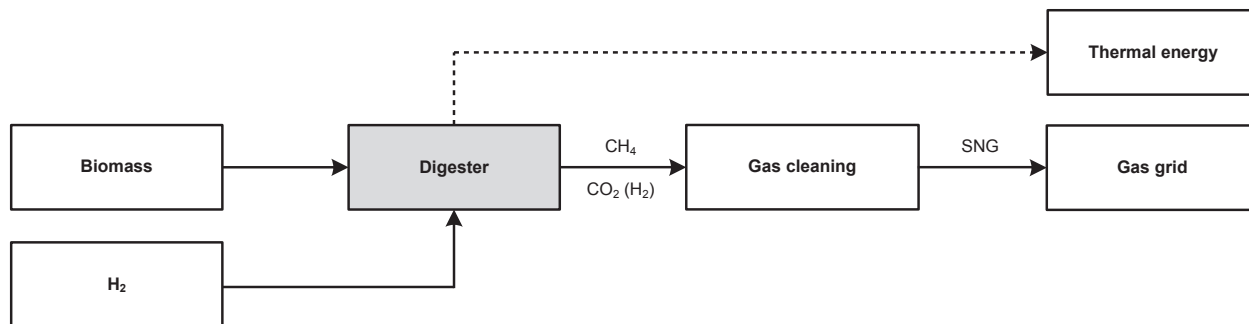 Thermal energy
Biomass
Digester
CH₄
CO₂ (H₂)
Gas cleaning
SNG
Gas grid
H₂